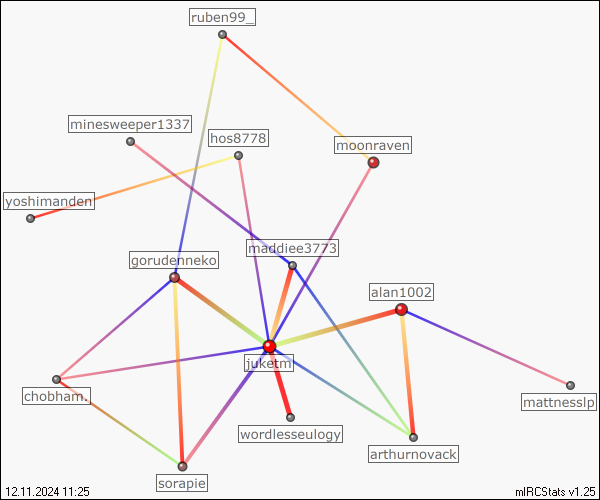 ruben99_
minesweeper1337
hos8778
moonraven
yoshimanden
maddiee3773
gorudenneko
alan1002
juketm
chobham.
mattnesslp
wordlesseulogy
arthurnovack
sorapie
12.11.2024 11:25
mIRCStats v1.25